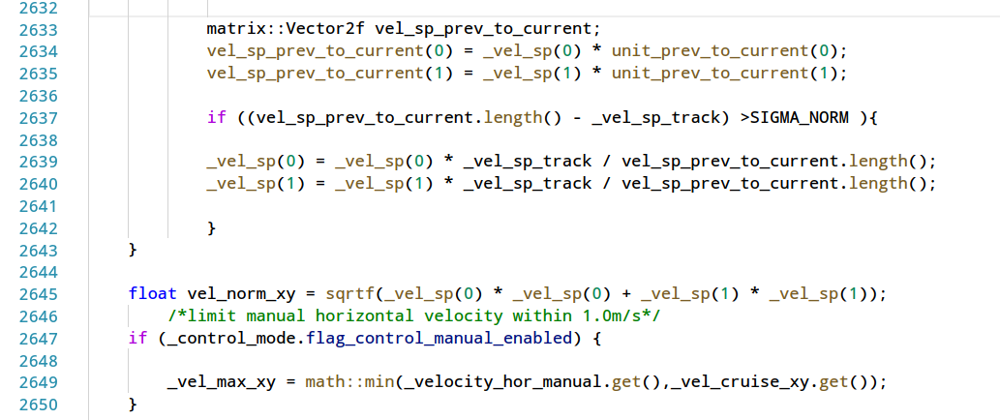 2632
2633 matrix::Vector2f vel_sp_prev_to_current;
2634 vel_sp_prev_to_current(0) = _vel_sp(0) * unit_prev_to_current(0);
2635 vel_sp_prev_to_current(1) = _vel_sp(1) * unit_prev_to_current(1);
2636
2637 if ((vel_sp_prev_to_current.length() - _vel_sp_track) >SIGMA_NORM ){
2638
2639 _vel_sp(0) = _vel_sp(0) * _vel_sp_track / vel_sp_prev_to_current.length();
2640 _vel_sp(1) = _vel_sp(1) * _vel_sp_track / vel_sp_prev_to_current.length();
2641
2642 }
2643 }
2644
2645 float vel_norm_xy = sqrtf(_vel_sp(0) * _vel_sp(0) + _vel_sp(1) * _vel_sp(1));
2646 /*limit manual horizontal velocity within 1.0m/s*/
2647 if (_control_mode.flag_control_manual_enabled) {
2648
2649 _vel_max_xy = math::min(_velocity_hor_manual.get(),_vel_cruise_xy.get());
2650 }